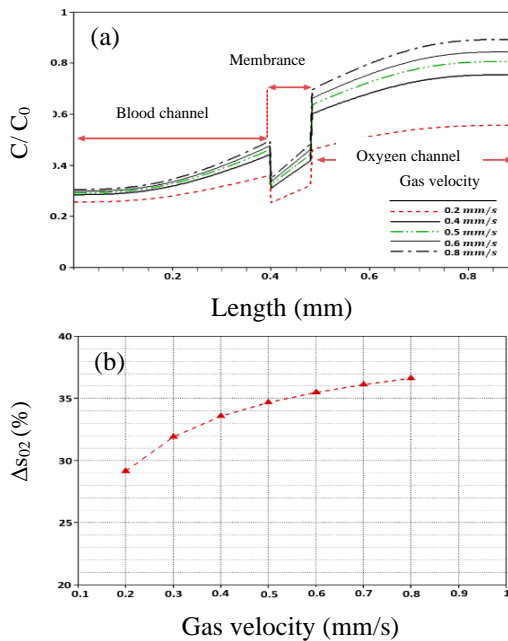 (a)
1
0.8
0.6
0.4
0.2
0
C/ C0
Membrance
Blood channel
Oxygen channel
Gas velocity
0.2 mm/s
0.4 mm/s
0.5 mm/s
0.6 mm/s
0.8 mm/s
0.2 0.4 0.6 0.8
Length (mm)
(b)
40
35
30
25
20
Δs02 (%)
0.1 0.2 0.3 0.4 0.5 0.6 0.7 0.8 0.9 1
Gas velocity (mm/s)